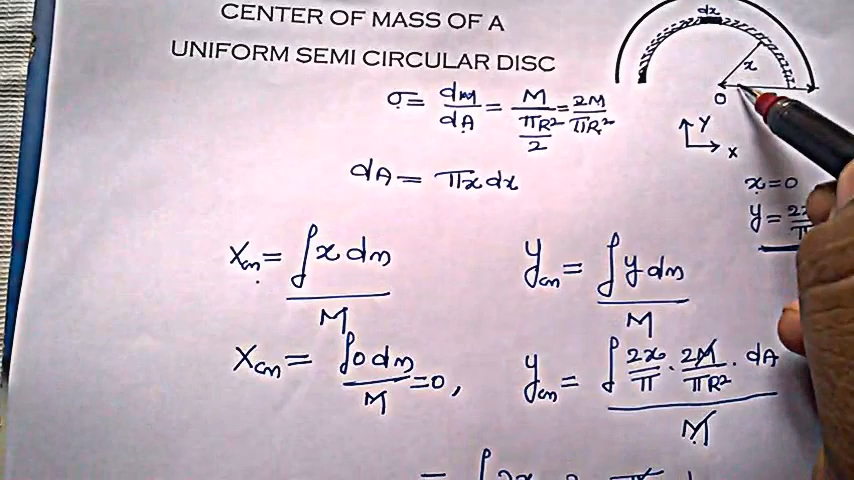 CENTER OF MASS OF A
UNIFORM SEMI CIRCULAR DISC
dx
x
O
Y
X
σ = dM/dA = M/(πR²/2) = 2M/πR²
dA = πx dx
x = 0
y = 2x/π
Xcm = ∫x dm / M
Ycm = ∫y dm / M
Xcm = ∫0 dm / M = 0,
Ycm = ∫ 2x/π · 2M/πR² · dA / M